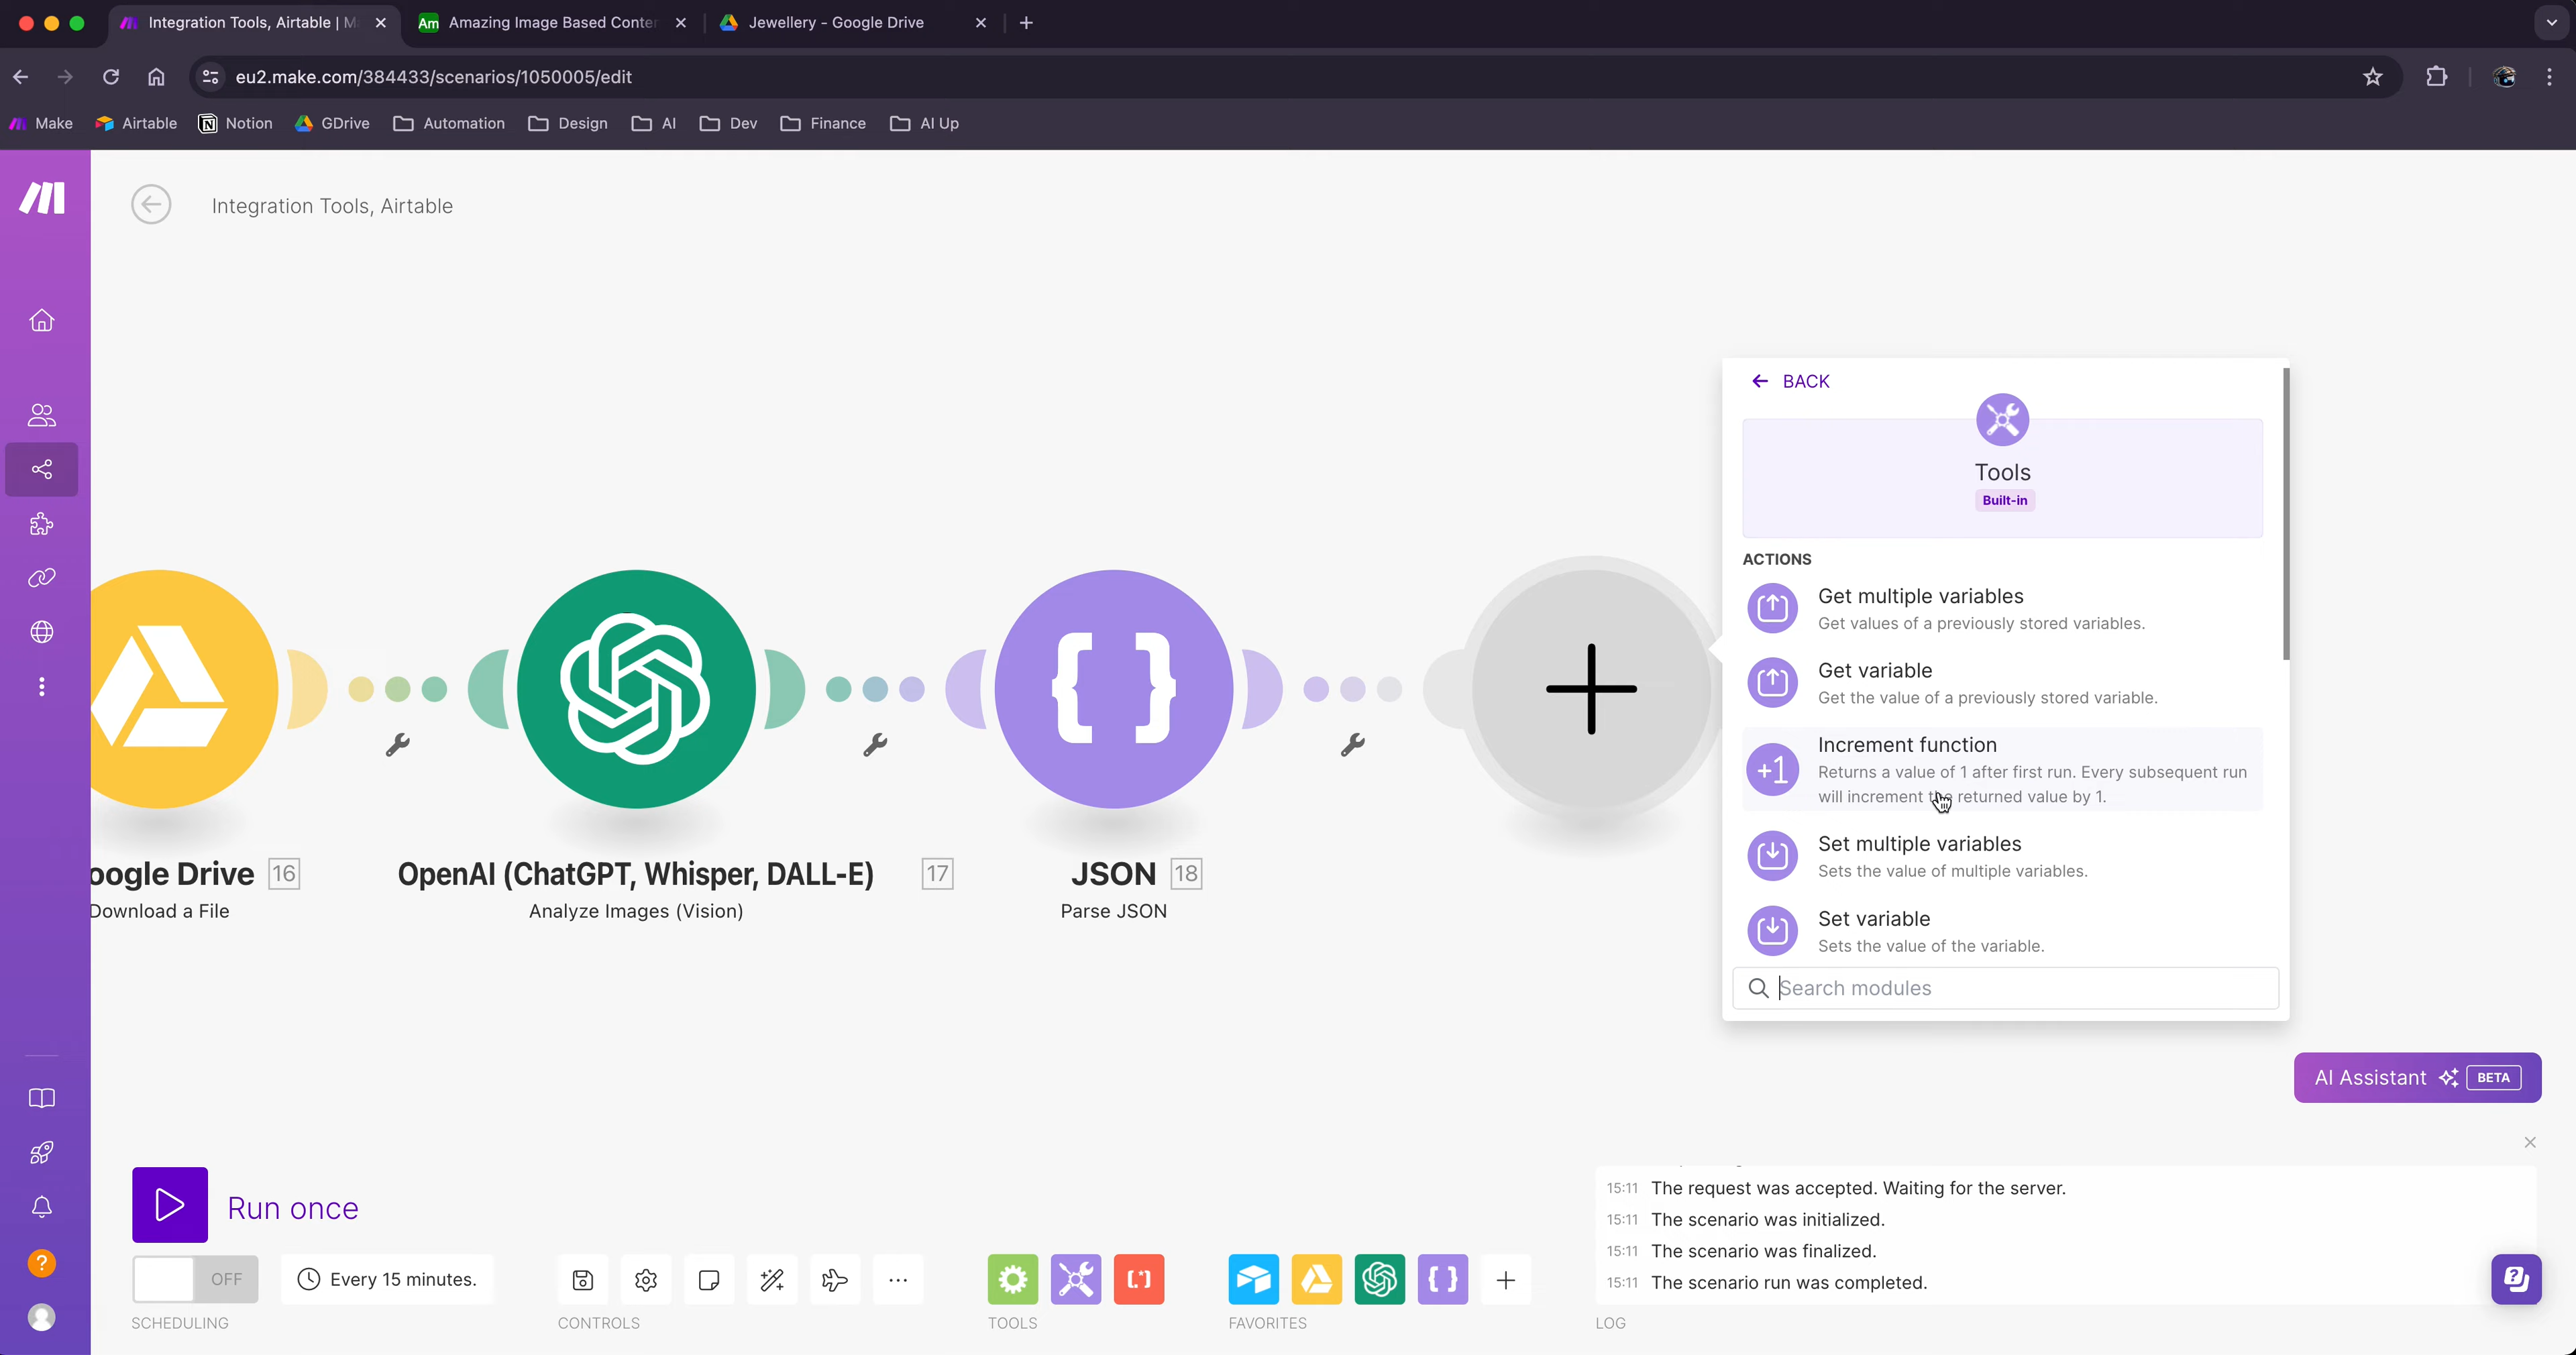 Integration Tools, Airtable | M
Amazing Image Based Conter
Jewellery - Google Drive
eu2.make.com/384433/scenarios/1050005/edit
Make
Airtable
Notion
GDrive
Automation
Design
AI
Dev
Finance
AI Up
Integration Tools, Airtable
BACK
Tools
Built-in
ACTIONS
Get multiple variables
Get values of a previously stored variables.
Get variable
Get the value of a previously stored variable.
+1
Increment function
Returns a value of 1 after first run. Every subsequent run
will increment the returned value by 1.
Set multiple variables
Sets the value of multiple variables.
Set variable
Sets the value of the variable.
Search modules
oogle Drive 16
Download a File
OpenAI (ChatGPT, Whisper, DALL-E) 17
Analyze Images (Vision)
JSON 18
Parse JSON
AI Assistant BETA
Run once
OFF
Every 15 minutes.
SCHEDULING
CONTROLS
TOOLS
FAVORITES
15:11 The request was accepted. Waiting for the server.
15:11 The scenario was initialized.
15:11 The scenario was finalized.
15:11 The scenario run was completed.
LOG